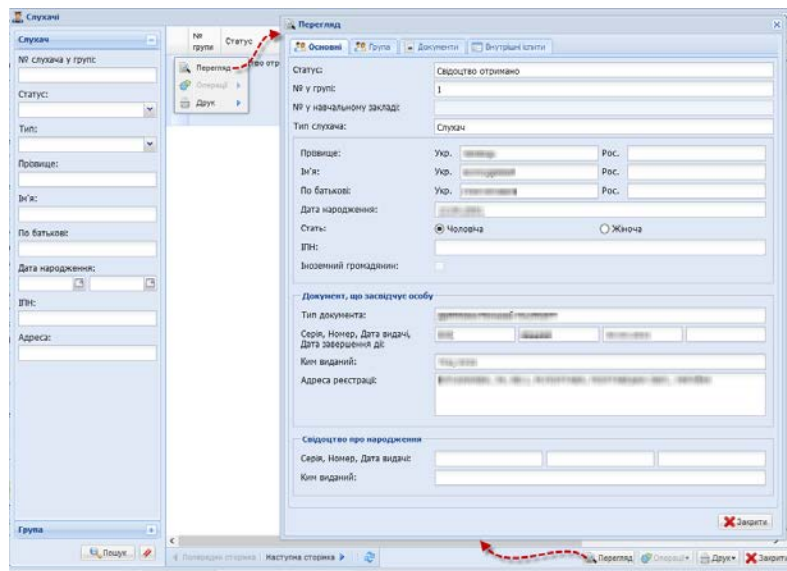 Слухачі
Слухач
№ слухача у групі:
Статус:
Тип:
Прізвище:
Ім'я:
По батькові:
Дата народження:
ІПН:
Адреса:
Група
Пошук
№ групи
Статус
Перегляд
Операції
Друк
Попередня сторінка
Наступна сторінка
Перегляд
Основні
Група
Документи
Внутрішні іспити
Статус:
Свідоцтво отримано
№ у групі:
1
№ у навчальному закладі:
Тип слухача:
Слухач
Прізвище:
Укр.
Рос.
Ім'я:
Укр.
Рос.
По батькові:
Укр.
Рос.
Дата народження:
Стать:
Чоловіча
Жіноча
ІПН:
Іноземний громадянин:
Документ, що засвідчує особу
Тип документа:
Серія, Номер, Дата видачі,
Дата завершення дії:
Ким виданий:
Адреса реєстрації:
Свідоцтво про народження
Серія, Номер, Дата видачі:
Ким виданий:
Закрити
Перегляд
Операції
Друк
Закрити